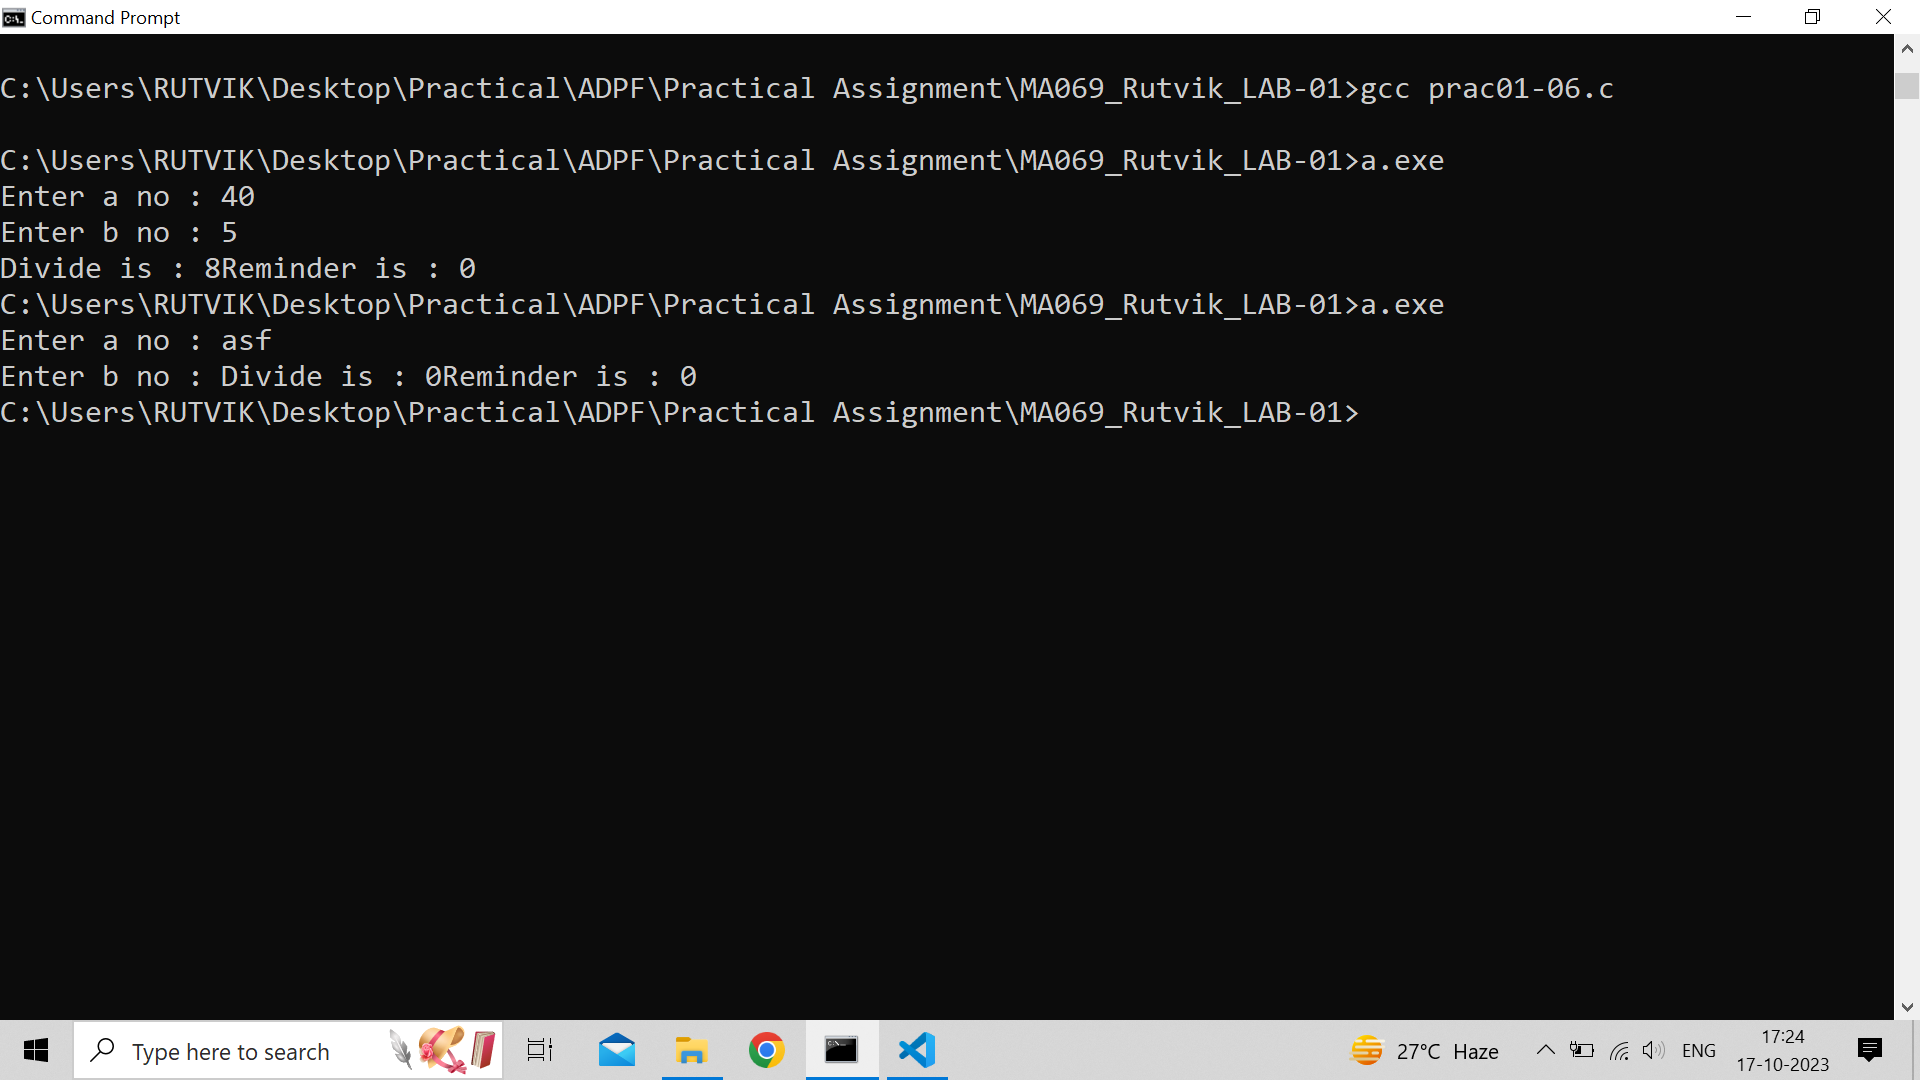 Command Prompt
C:\Users\RUTVIK\Desktop\Practical\ADPF\Practical Assignment\MA069_Rutvik_LAB-01>gcc prac01-06.c
C:\Users\RUTVIK\Desktop\Practical\ADPF\Practical Assignment\MA069_Rutvik_LAB-01>a.exe
Enter a no : 40
Enter b no : 5
Divide is : 8Reminder is : 0
C:\Users\RUTVIK\Desktop\Practical\ADPF\Practical Assignment\MA069_Rutvik_LAB-01>a.exe
Enter a no : asf
Enter b no : Divide is : 0Reminder is : 0
C:\Users\RUTVIK\Desktop\Practical\ADPF\Practical Assignment\MA069_Rutvik_LAB-01>
Type here to search
27°C Haze
ENG
17:24
17-10-2023